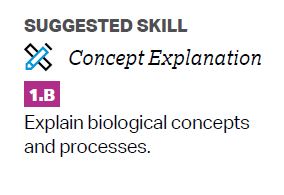 SUGGESTED SKILL
Concept Explanation
1.B
Explain biological concepts
and processes.